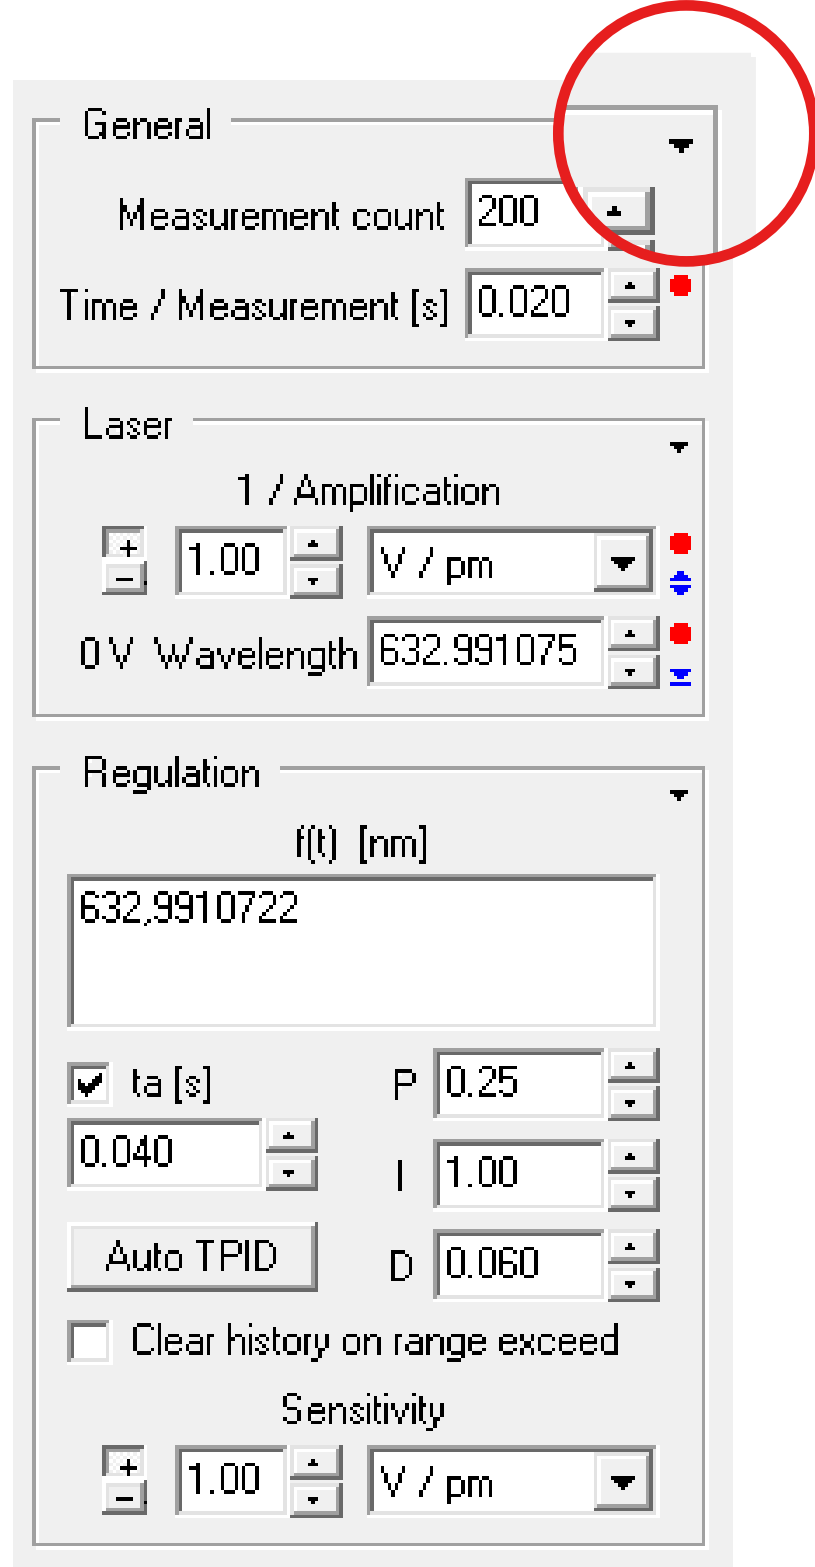 General
Measurement count 200
Time / Measurement [s] 0.020
Laser
1 / Amplification
+
- 1.00 V / pm
0 V Wavelength 632.991075
Regulation
f(t) [nm]
632,9910722
ta [s] P 0.25
0.040 I 1.00
Auto TPID D 0.060
Clear history on range exceed
Sensitivity
+
- 1.00 V / pm